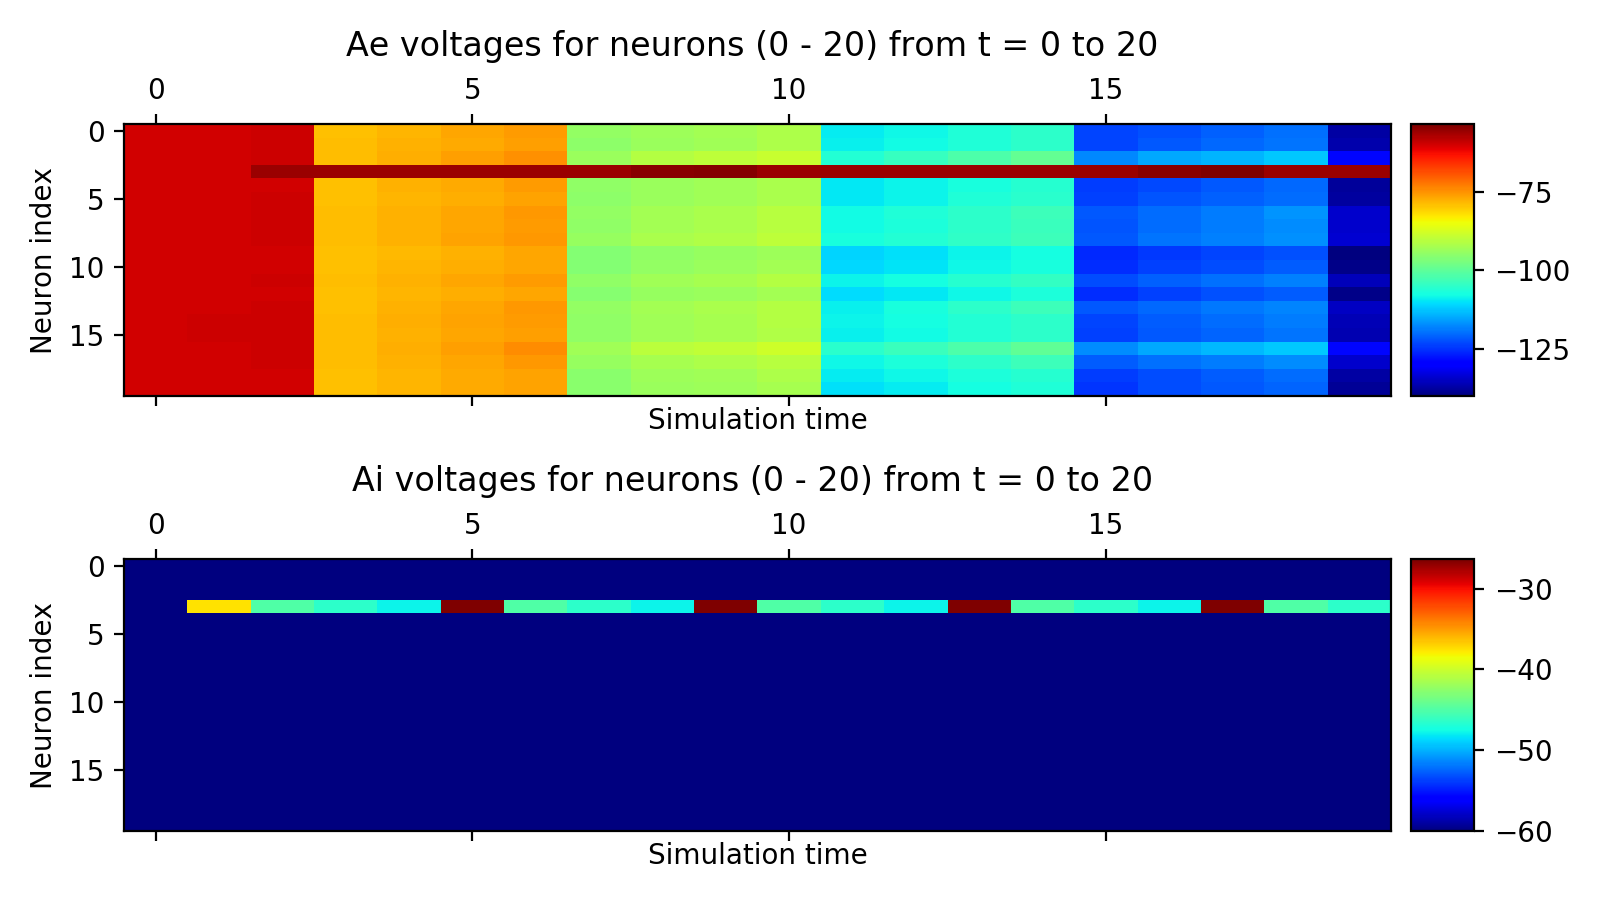 Ae voltages for neurons (0 - 20) from t = 0 to 20
0 5 10 15
0
5
10
15
Neuron index
Simulation time
−75
−100
−125
Ai voltages for neurons (0 - 20) from t = 0 to 20
0 5 10 15
0
5
10
15
Neuron index
Simulation time
−30
−40
−50
−60